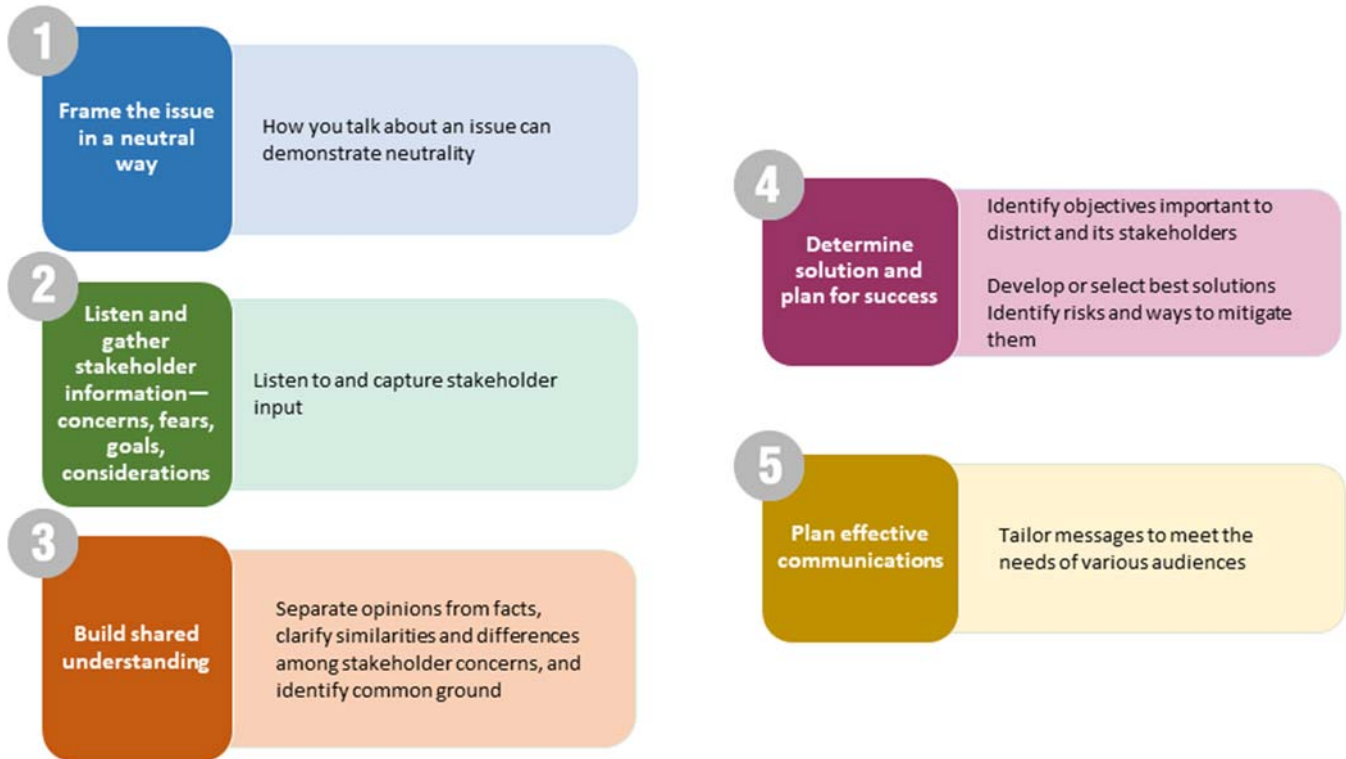 1
Frame the issue
in a neutral
way
How you talk about an issue can
demonstrate neutrality
2
Listen and
gather
stakeholder
information—
concerns, fears,
goals,
considerations
Listen to and capture stakeholder
input
3
Build shared
understanding
Separate opinions from facts,
clarify similarities and differences
among stakeholder concerns, and
identify common ground
4
Determine
solution and
plan for success
Identify objectives important to
district and its stakeholders
Develop or select best solutions
Identify risks and ways to mitigate
them
5
Plan effective
communications
Tailor messages to meet the
needs of various audiences